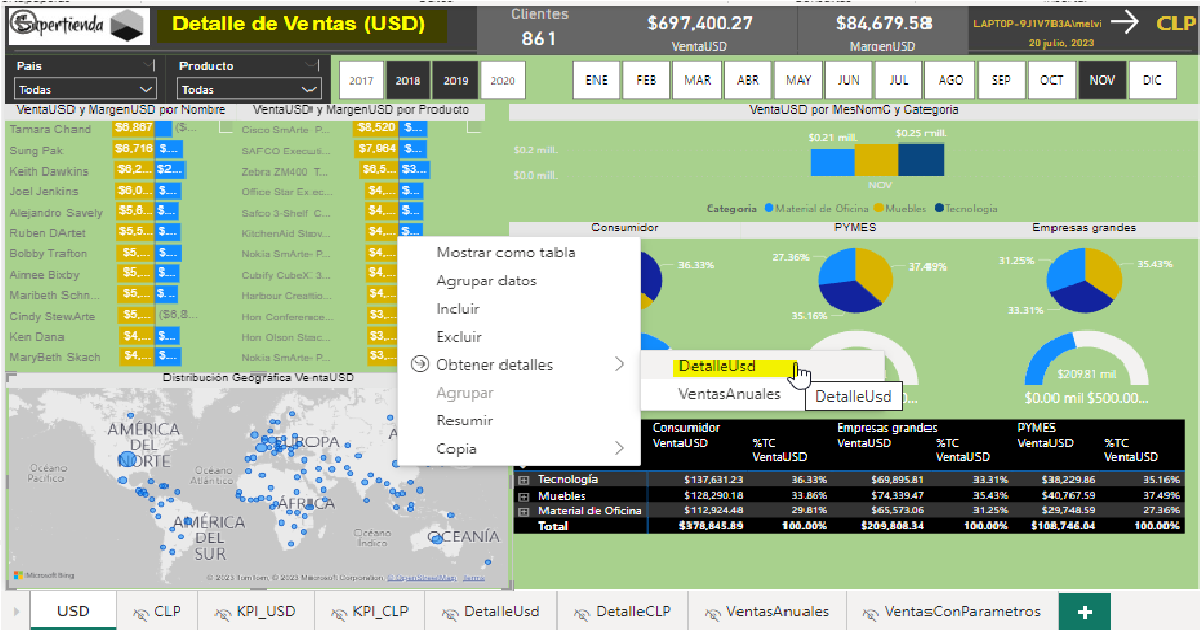 Supertienda
Detalle de Ventas (USD)
Clientes
861
$697,400.27
VentaUSD
$84,679.58
MargenUSD
LAPTOP-9J1V7B3A\melvi
20 julio, 2023
CLP
Pais
Todas
Producto
Todas
2017
2018
2019
2020
ENE
FEB
MAR
ABR
MAY
JUN
JUL
AGO
SEP
OCT
NOV
DIC
VentaUSD y MargenUSD por Nombre
Tamara Chand $6,867 ($...
Sung Pak $6,716 $...
Keith Dawkins $6,2... $2...
Joel Jenkins $6,0... $...
Alejandro Savely $5,6... $...
Ruben DArtet $5,5... $...
Bobby Trafton $5,... $...
Aimee Bixby $5,... $...
Maribeth Schn... $5,... $...
Cindy StewArte $5,... ($6,8...
Ken Dana $4,... $...
MaryBeth Skach $4,... $...
VentaUSD y MargenUSD por Producto
Cisco SmArte- P... $8,520 $...
SAFCO Executi... $7,984 $...
Zebra ZM400 T... $6,5... $3...
Office Star Ex ec... $4,... $...
Safco 3-Shelf C... $4,... $...
KitchenAid Stov... $4,... $...
Nokia SmArte- P... $4,...
Cubify CubeX 3... $4,...
Harbour Creatio... $4,...
Hon Conference... $3,...
Hon Olson Stac... $3,...
Nokia SmArte- P... $3,...
VentaUSD por MesNomG y Categoria
$0.2 mill.
$0.0 mill.
$0.21 mill.
$0.25 mill.
NOV
Categoria Material de Oficina Muebles Tecnologia
Consumidor
36.33%
PYMES
27.36%
35.16%
Empresas grandes
31.25%
35.43%
33.31%
$209.81 mil
$0.00 mil $500.00...
Mostrar como tabla
Agrupar datos
Incluir
Excluir
Obtener detalles
Agrupar
Resumir
Copia
DetalleUsd
VentasAnuales
DetalleUsd
Distribución Geográfica VentaUSD
AMÉRICA
DEL
NORTE
EUROPA
Océano
Pacífico
Océano
Atlántico
ÁFRICA
AMÉRICA
DEL
SUR
Océano
Índico
OCEANÍA
Microsoft Bing
© 2023 TomTom, © 2023 Microsoft Corporation, © OpenStreetMap Terms
Consumidor Empresas grandes PYMES
VentaUSD %TC VentaUSD VentaUSD %TC VentaUSD VentaUSD %TC VentaUSD
Tecnología $137,631.23 36.33% $69,895.81 33.31% $38,229.86 35.16%
Muebles $128,290.18 33.86% $74,339.47 35.43% $40,767.59 37.49%
Material de Oficina $112,924.48 29.81% $65,573.06 31.25% $29,748.59 27.36%
Total $378,845.89 100.00% $209,808.34 100.00% $108,746.04 100.00%
USD
CLP
KPI_USD
KPI_CLP
DetalleUsd
DetalleCLP
VentasAnuales
VentasConParametros
+